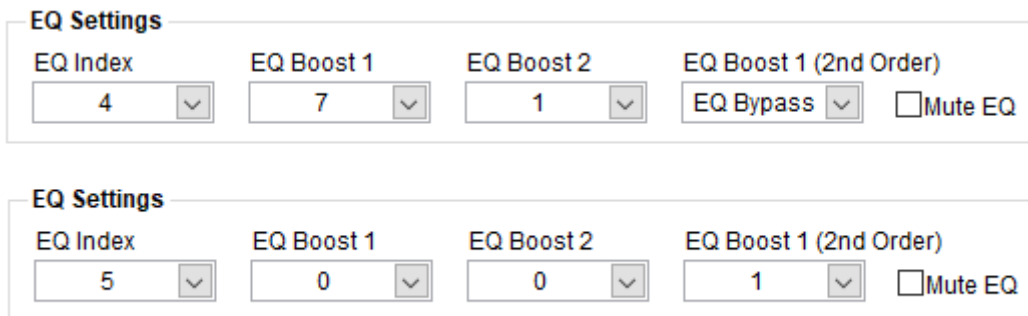 EQ Settings
EQ Index EQ Boost 1 EQ Boost 2 EQ Boost 1 (2nd Order)
4 7 1 EQ Bypass Mute EQ
EQ Settings
EQ Index EQ Boost 1 EQ Boost 2 EQ Boost 1 (2nd Order)
5 0 0 1 Mute EQ